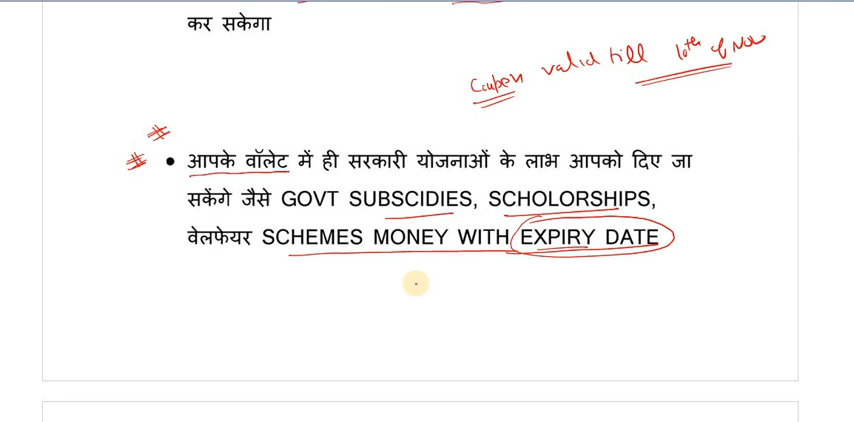 कर सकेगा
Coupen valid till 10th of Nov
आपके वॉलेट में ही सरकारी योजनाओं के लाभ आपको दिए जा
सकेंगे जैसे GOVT SUBSCIDIES, SCHOLORSHIPS,
वेलफेयर SCHEMES MONEY WITH EXPIRY DATE